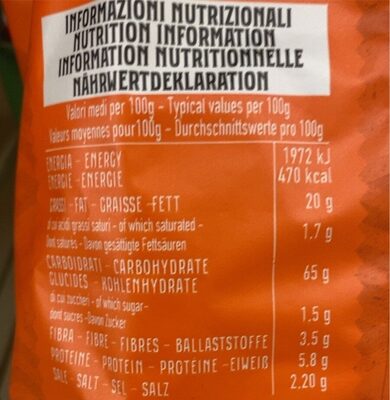 INFORMAZIONI NUTRIZIONALI
NUTRITION INFORMATION
INFORMATION NUTRITIONNELLE
NÄHRWERTDEKLARATION
Valori medi per 100g - Typical values per 100g
Valeurs moyennes pour 100g - Durchschnittswerte pro 100g
ENERGIA - ENERGY 1972 kJ
ENERGIE - ENERGIE 470 kcal
GRASSI - FAT - GRAISSE - FETT 20 g
di cui acidi grassi saturi - of which saturated - 1.7 g
Dont satures - Davon gesättigte Fettsäuren
CARBOIDRATI - CARBOHYDRATE 65 g
GLUCIDES - KOHLENHYDRATE
di cui zuccheri - of which sugar- 1.5 g
dont sucres -Davon Zucker
FIBRA - FIBRE - FIBRES - BALLASTSTOFFE 3.5 g
PROTEINE - PROTEIN - PROTEINE - EIWEIß 5.8 g
SALE - SALT - SEL - SALZ 2.20 g